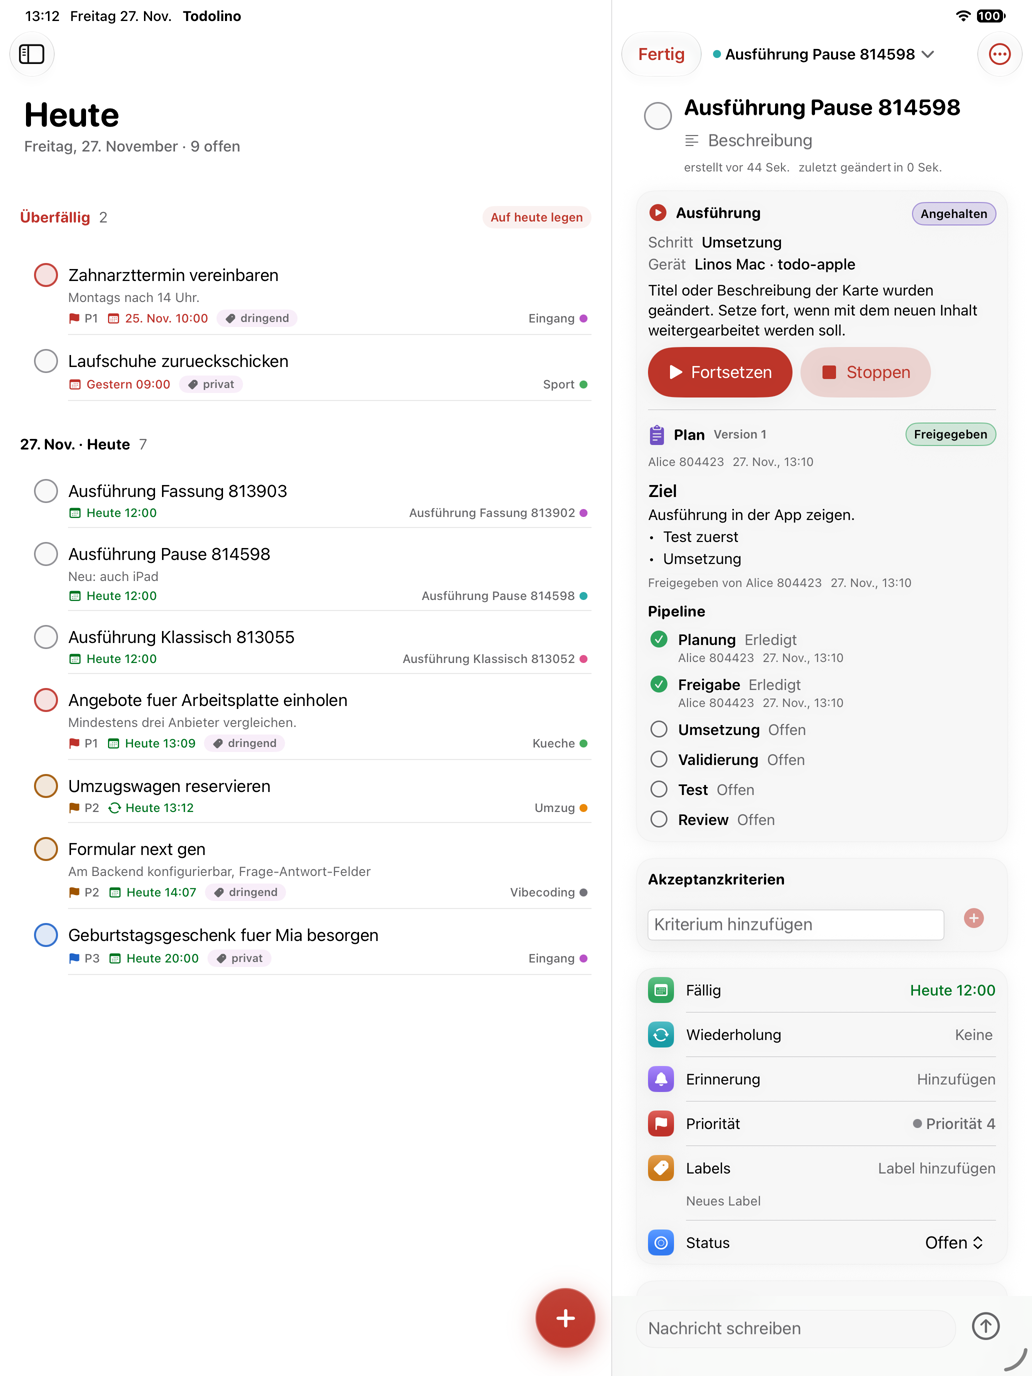 13:12 Freitag 27. Nov. Todolino
100
Heute
Freitag, 27. November · 9 offen
Überfällig 2
Auf heute legen
Zahnarzttermin vereinbaren
Montags nach 14 Uhr.
P1 25. Nov. 10:00 dringend Eingang
Laufschuhe zurueckschicken
Gestern 09:00 privat Sport
27. Nov. · Heute 7
Ausführung Fassung 813903
Heute 12:00 Ausführung Fassung 813902
Ausführung Pause 814598
Neu: auch iPad
Heute 12:00 Ausführung Pause 814598
Ausführung Klassisch 813055
Heute 12:00 Ausführung Klassisch 813052
Angebote fuer Arbeitsplatte einholen
Mindestens drei Anbieter vergleichen.
P1 Heute 13:09 dringend Kueche
Umzugswagen reservieren
P2 Heute 13:12 Umzug
Formular next gen
Am Backend konfigurierbar, Frage-Antwort-Felder
P2 Heute 14:07 dringend Vibecoding
Geburtstagsgeschenk fuer Mia besorgen
P3 Heute 20:00 privat Eingang
Fertig
Ausführung Pause 814598
Ausführung Pause 814598
Beschreibung
erstellt vor 44 Sek. zuletzt geändert in 0 Sek.
Ausführung Angehalten
Schritt Umsetzung
Gerät Linos Mac · todo-apple
Titel oder Beschreibung der Karte wurden
geändert. Setze fort, wenn mit dem neuen Inhalt
weitergearbeitet werden soll.
Fortsetzen Stoppen
Plan Version 1 Freigegeben
Alice 804423 27. Nov., 13:10
Ziel
Ausführung in der App zeigen.
• Test zuerst
• Umsetzung
Freigegeben von Alice 804423 27. Nov., 13:10
Pipeline
Planung Erledigt
Alice 804423 27. Nov., 13:10
Freigabe Erledigt
Alice 804423 27. Nov., 13:10
Umsetzung Offen
Validierung Offen
Test Offen
Review Offen
Akzeptanzkriterien
Kriterium hinzufügen
Fällig Heute 12:00
Wiederholung Keine
Erinnerung Hinzufügen
Priorität Priorität 4
Labels Label hinzufügen
Neues Label
Status Offen
Nachricht schreiben